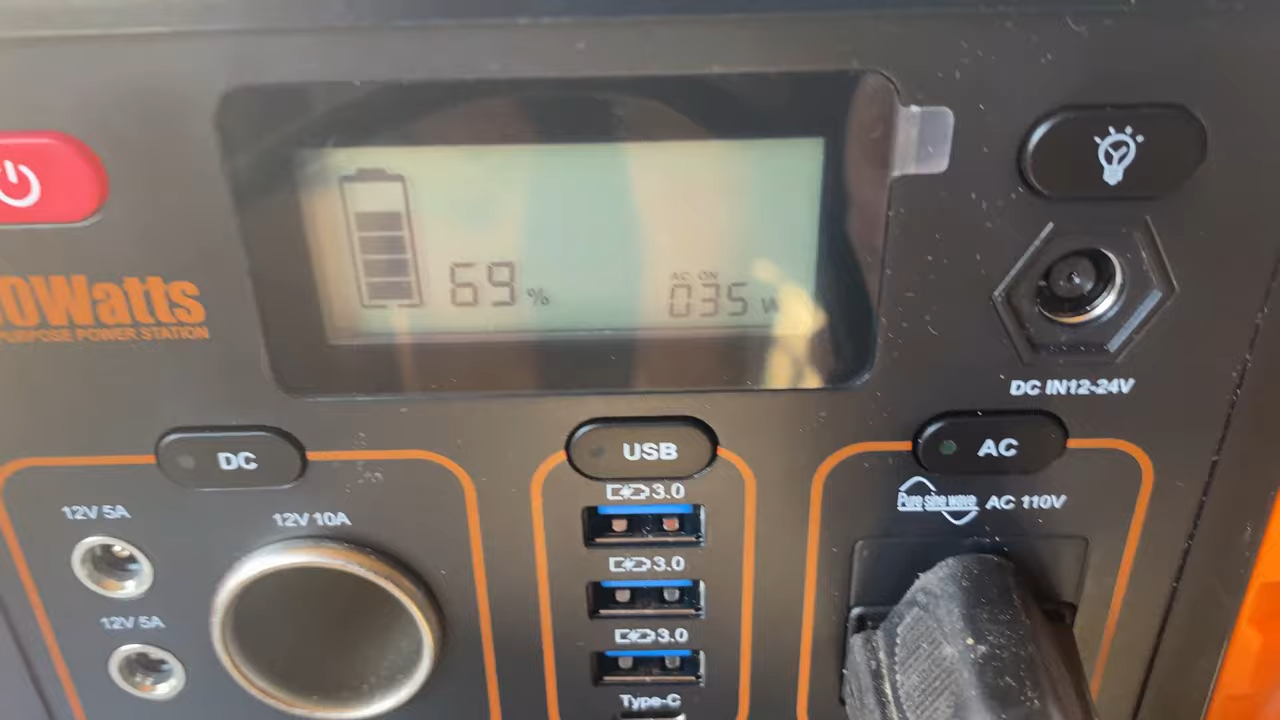 0Watts
PURPOSE POWER STATION
69%
AC: ON
035 W
DC IN12-24V
DC
USB
AC
12V 5A
12V 10A
3.0
Pure sine wave AC 110V
3.0
12V 5A
3.0
Type-C